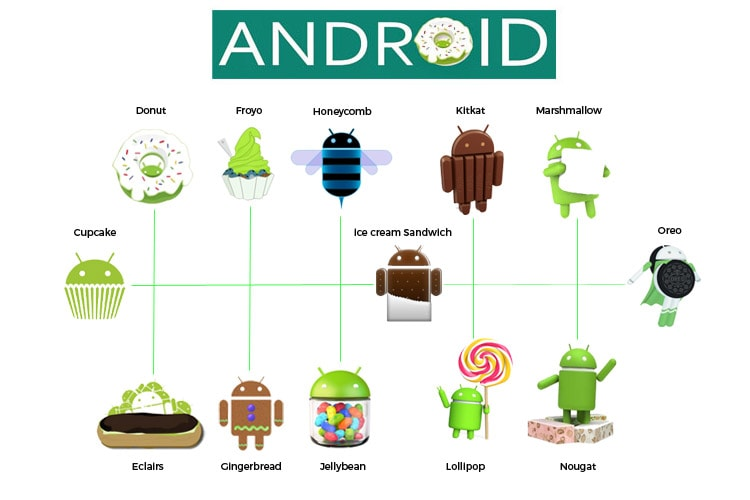 ANDROID
Donut
Froyo
Honeycomb
Kitkat
Marshmallow
Cupcake
Ice cream Sandwich
Oreo
Eclairs
Gingerbread
Jellybean
Lollipop
Nougat